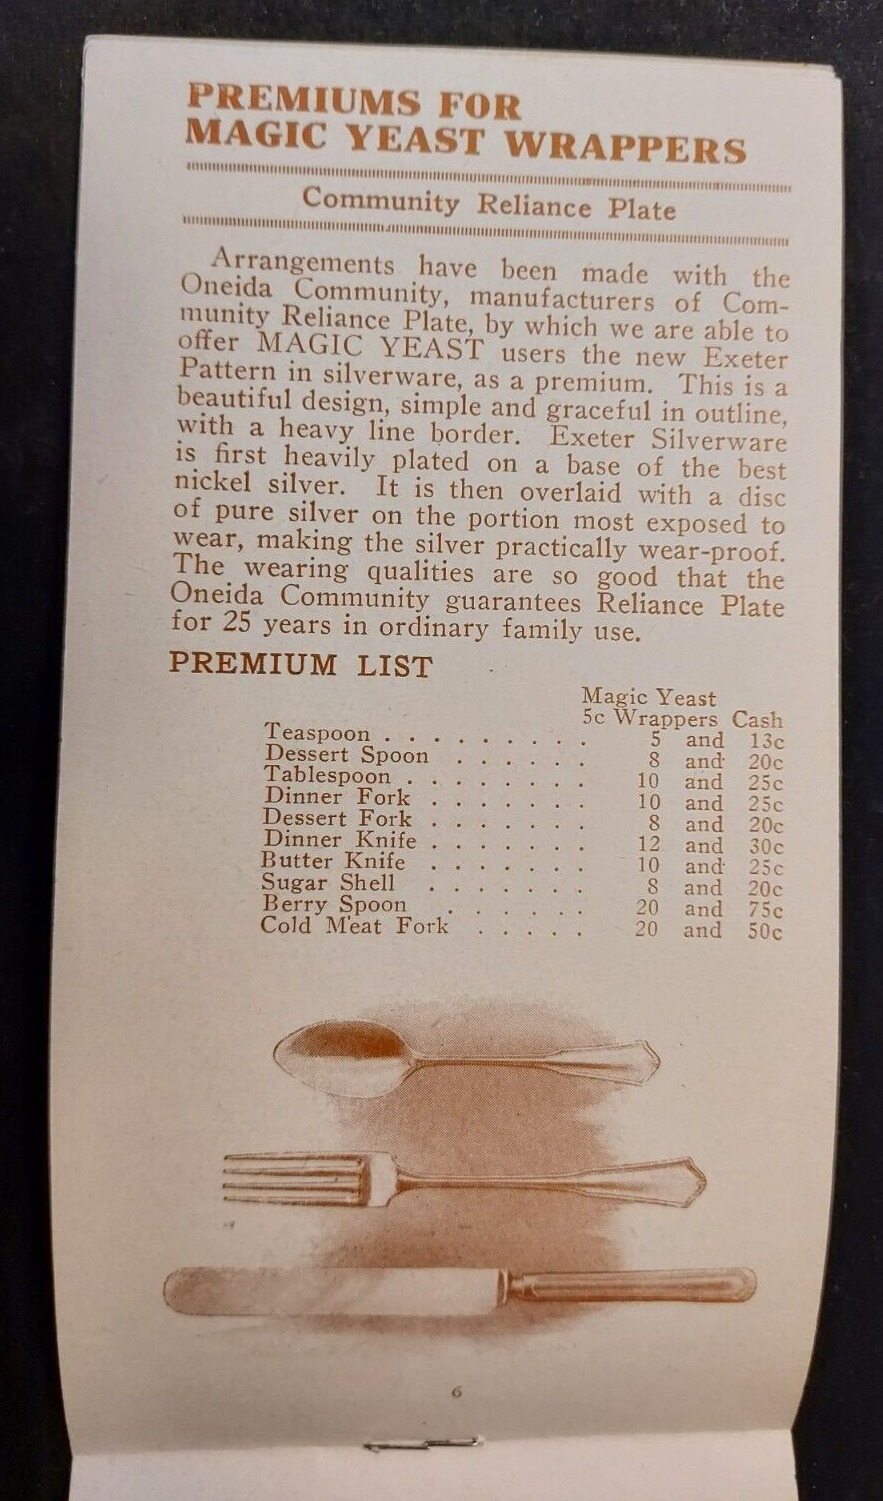 PREMIUMS FOR
MAGIC YEAST WRAPPERS
Community Reliance Plate
Arrangements have been made with the
Oneida Community, manufacturers of Com-
munity Reliance Plate, by which we are able to
offer MAGIC YEAST users the new Exeter
Pattern in silverware, as a premium. This is a
beautiful design, simple and graceful in outline,
with a heavy line border. Exeter Silverware
is first heavily plated on a base of the best
nickel silver. It is then overlaid with a disc
of pure silver on the portion most exposed to
wear, making the silver practically wear-proof.
The wearing qualities are so good that the
Oneida Community guarantees Reliance Plate
for 25 years in ordinary family use.
PREMIUM LIST
Magic Yeast
5c Wrappers Cash
Teaspoon . . . . . . . . . . 5 and 13c
Dessert Spoon . . . . . . 8 and 20c
Tablespoon . . . . . . . . 10 and 25c
Dinner Fork . . . . . . . 10 and 25c
Dessert Fork . . . . . . . 8 and 20c
Dinner Knife . . . . . . . 12 and 30c
Butter Knife . . . . . . . 10 and 25c
Sugar Shell . . . . . . . 8 and 20c
Berry Spoon . . . . . . 20 and 75c
Cold Meat Fork . . . . . 20 and 50c
6